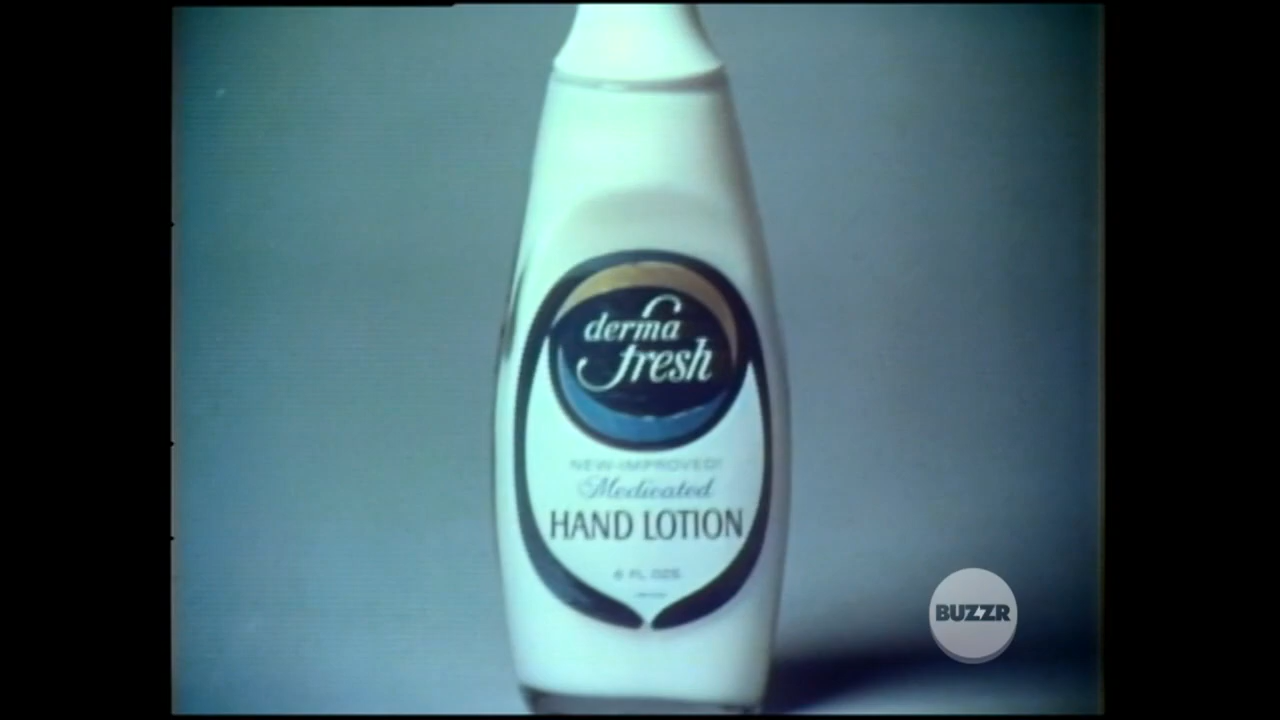 derma
fresh
NEW-IMPROVED!
Medicated
HAND LOTION
6 FL OZS
BUZZR